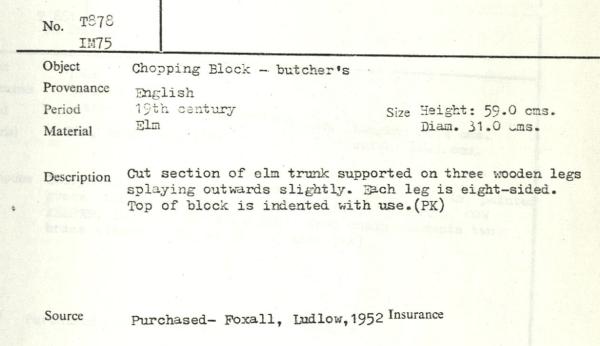 No. T878
IM75
Object Chopping Block - butcher's
Provenance English
Period 19th century Size Height: 59.0 cms.
Material Elm Diam. 31.0 cms.
Description Cut section of elm trunk supported on three wooden legs
splaying outwards slightly. Each leg is eight-sided.
Top of block is indented with use.(PK)
Source Purchased- Foxall, Ludlow,1952 Insurance